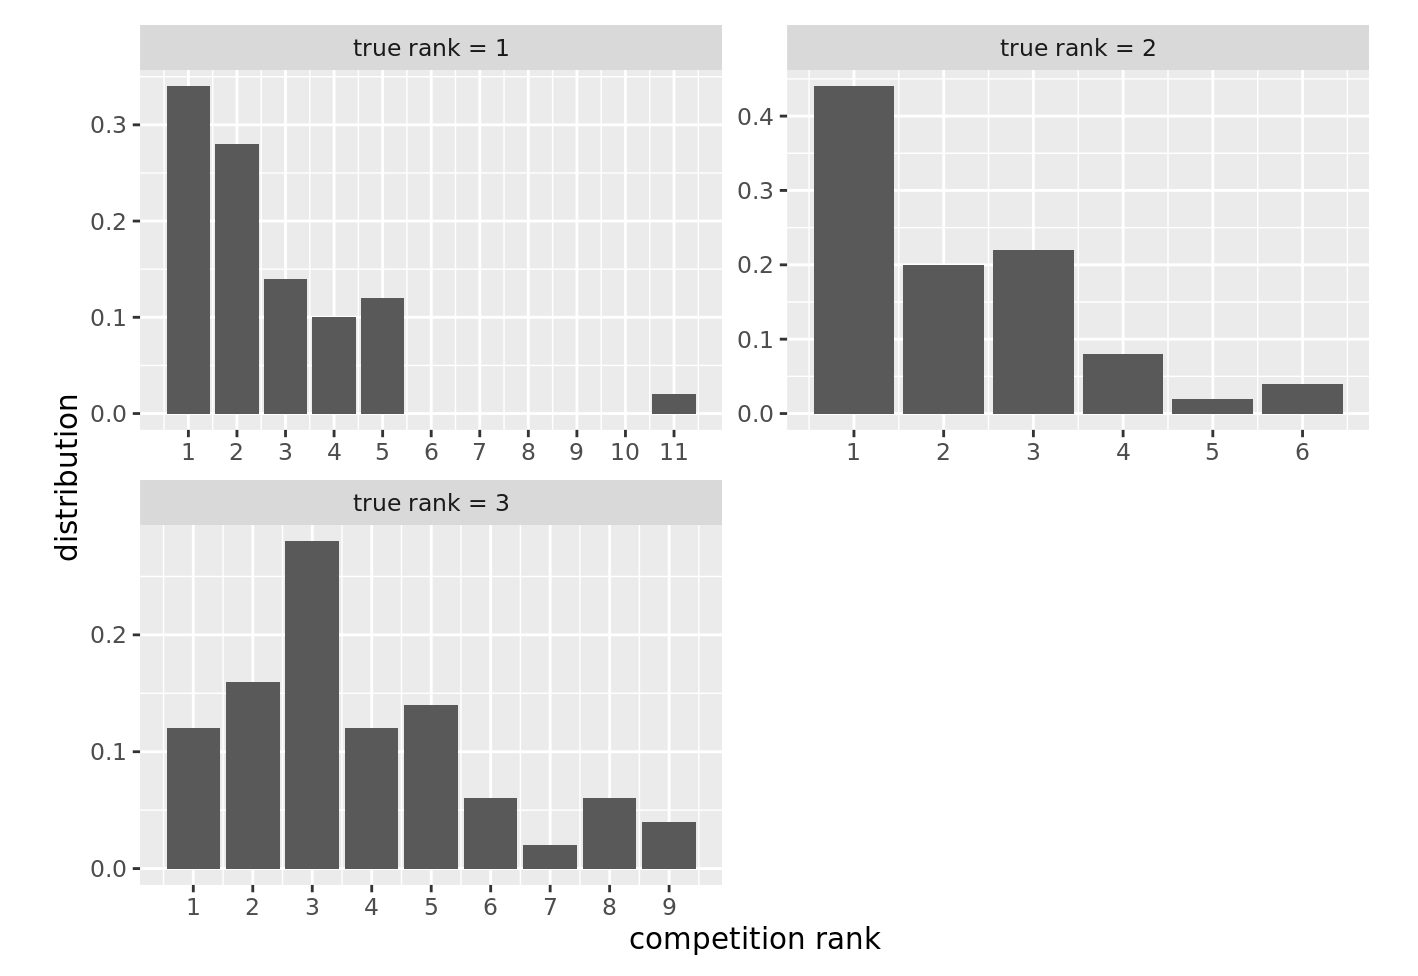 true rank = 1
true rank = 2
0.3
0.2
0.1
0.0
1 2 3 4 5 6 7 8 9 10 11
0.4
0.3
0.2
0.1
0.0
1 2 3 4 5 6
distribution
true rank = 3
0.2
0.1
0.0
1 2 3 4 5 6 7 8 9
competition rank